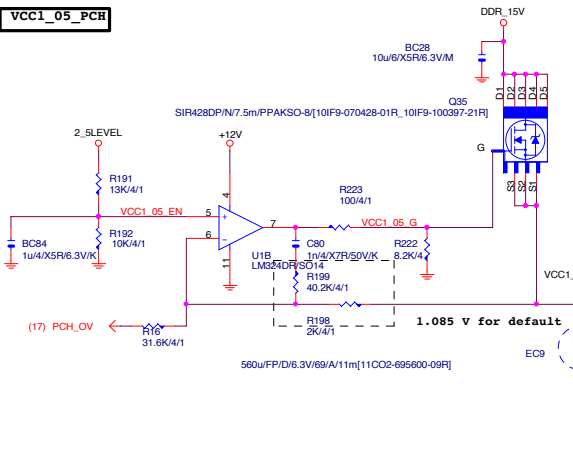 VCC1_05_PCH
DDR_15V
BC28
10u/6/X5R/6.3V/M
D1
D2
D3
D4
D5
Q35
SIR428DP/N/7.5m/PPAKSO-8/[10IF9-070428-01R_10IF9-100397-21R]
2_5LEVEL
+12V
G
R191
13K/4/1
4
R223
100/4/1
S3
S2
S1
VCC1_05_EN
5
+
7
VCC1_05_G
6
−
BC84
1u/4/X5R/6.3V/K
R192
10K/4/1
11
U1B
LM324DR/SO14
C80
1n/4/X7R/50V/K
R222
8.2K/4
R199
40.2K/4/1
VCC1_
(17) PCH_OV
R16
31.6K/4/1
R198
2K/4/1
1.085 V for default
EC9
560u/FP/D/6.3V/69/A/11m[11CO2-695600-09R]